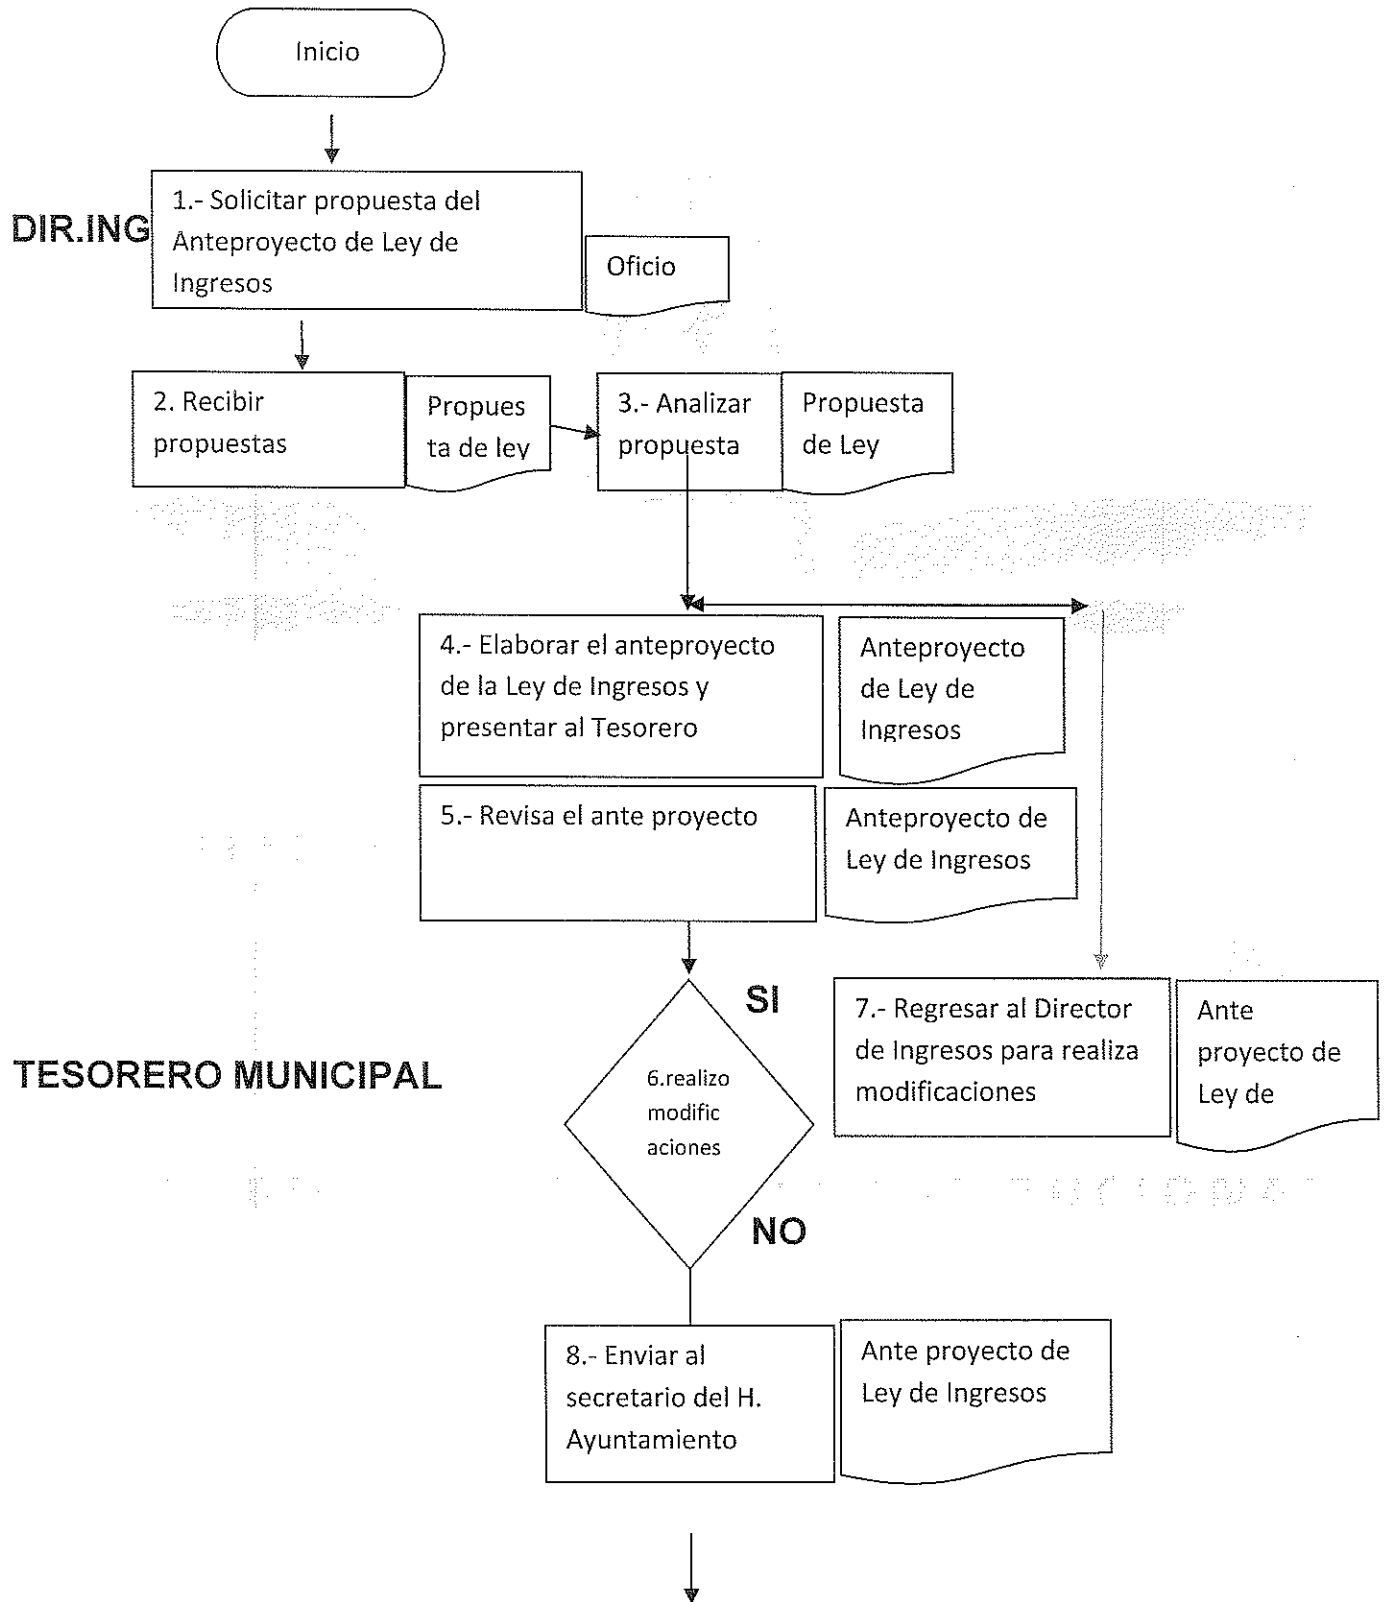 Inicio
DIR.ING
1.- Solicitar propuesta del
Anteproyecto de Ley de
Ingresos
Oficio
2. Recibir
propuestas
Propues
ta de ley
3.- Analizar
propuesta
Propuesta
de Ley
4.- Elaborar el anteproyecto
de la Ley de Ingresos y
presentar al Tesorero
Anteproyecto
de Ley de
Ingresos
5.- Revisa el ante proyecto
Anteproyecto de
Ley de Ingresos
SI
TESORERO MUNICIPAL
6.realizo
modific
aciones
NO
7.- Regresar al Director
de Ingresos para realiza
modificaciones
Ante
proyecto de
Ley de
8.- Enviar al
secretario del H.
Ayuntamiento
Ante proyecto de
Ley de Ingresos